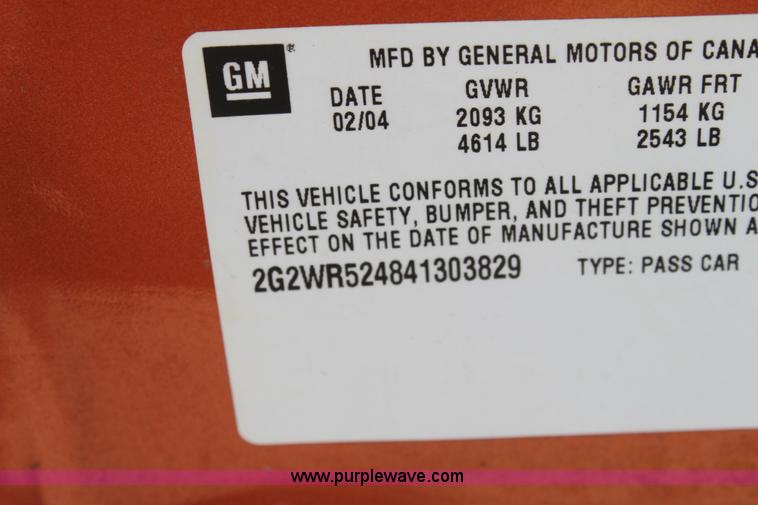 GM ®
MFD BY GENERAL MOTORS OF CANA
DATE GVWR GAWR FRT
02/04 2093 KG 1154 KG
4614 LB 2543 LB
THIS VEHICLE CONFORMS TO ALL APPLICABLE U.S
VEHICLE SAFETY, BUMPER, AND THEFT PREVENTIO
EFFECT ON THE DATE OF MANUFACTURE SHOWN A
2G2WR524841303829 TYPE: PASS CAR
www.purplewave.com